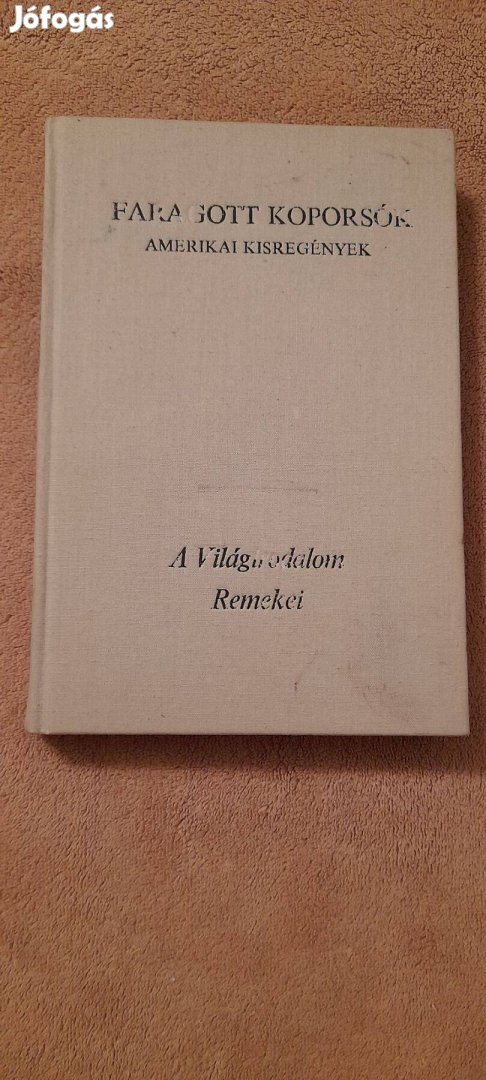 Jófogás
FARAGOTT KOPORSÓK
AMERIKAI KISREGÉNYEK
A Világirodalom
Remekei